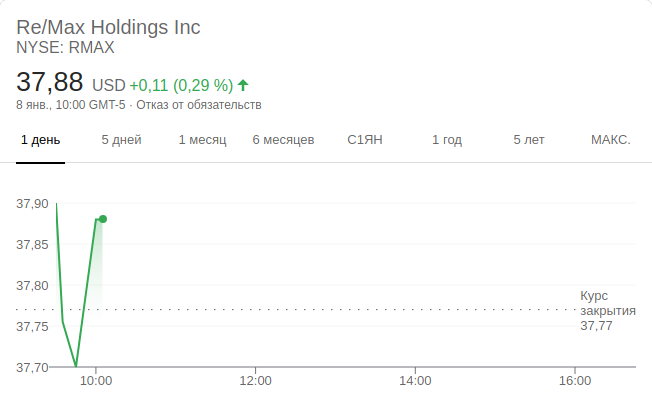 Re/Max Holdings Inc
NYSE: RMAX
37,88 USD +0,11 (0,29 %)
8 янв., 10:00 GMT-5 · Отказ от обязательств
1 день 5 дней 1 месяц 6 месяцев С1ЯН 1 год 5 лет МАКС.
37,90
37,85
37,80
37,75
37,70
Курс
закрытия
37,77
10:00 12:00 14:00 16:00